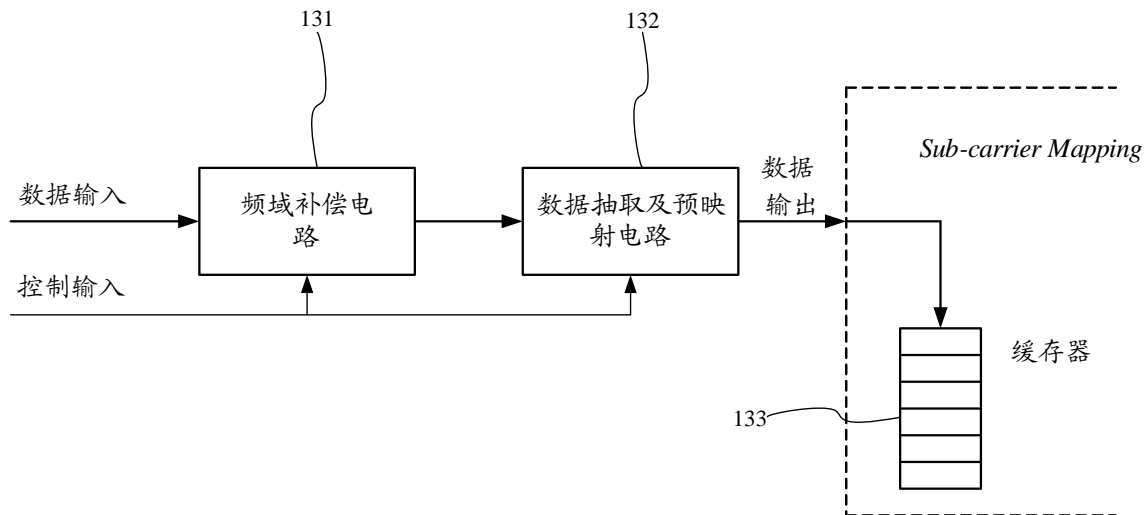 131
132
Sub-carrier Mapping
数据输入
频域补偿电
路
数据抽取及预映
射电路
数据
输出
控制输入
缓存器
133